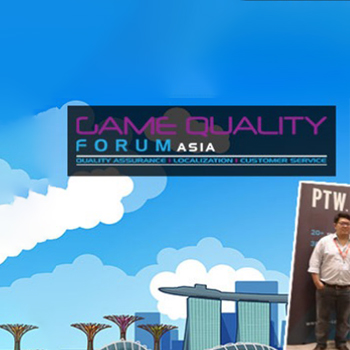 GAME QUALITY
FORUM ASIA
QUALITY ASSURANCE | LOCALIZATION | CUSTOMER SERVICE
PTW.